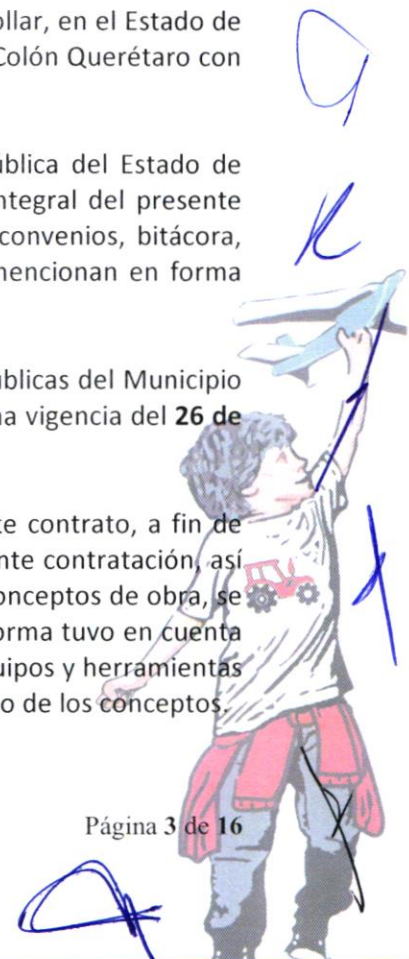 ollar, en el Estado de
Colón Querétaro con
ública del Estado de
ntegral del presente
convenios, bitácora,
mencionan en forma
úblicas del Municipio
na vigencia del 26 de
te contrato, a fin de
nte contratación, así
onceptos de obra, se
orma tuvo en cuenta
uipos y herramientas
o de los conceptos.
Página 3 de 16